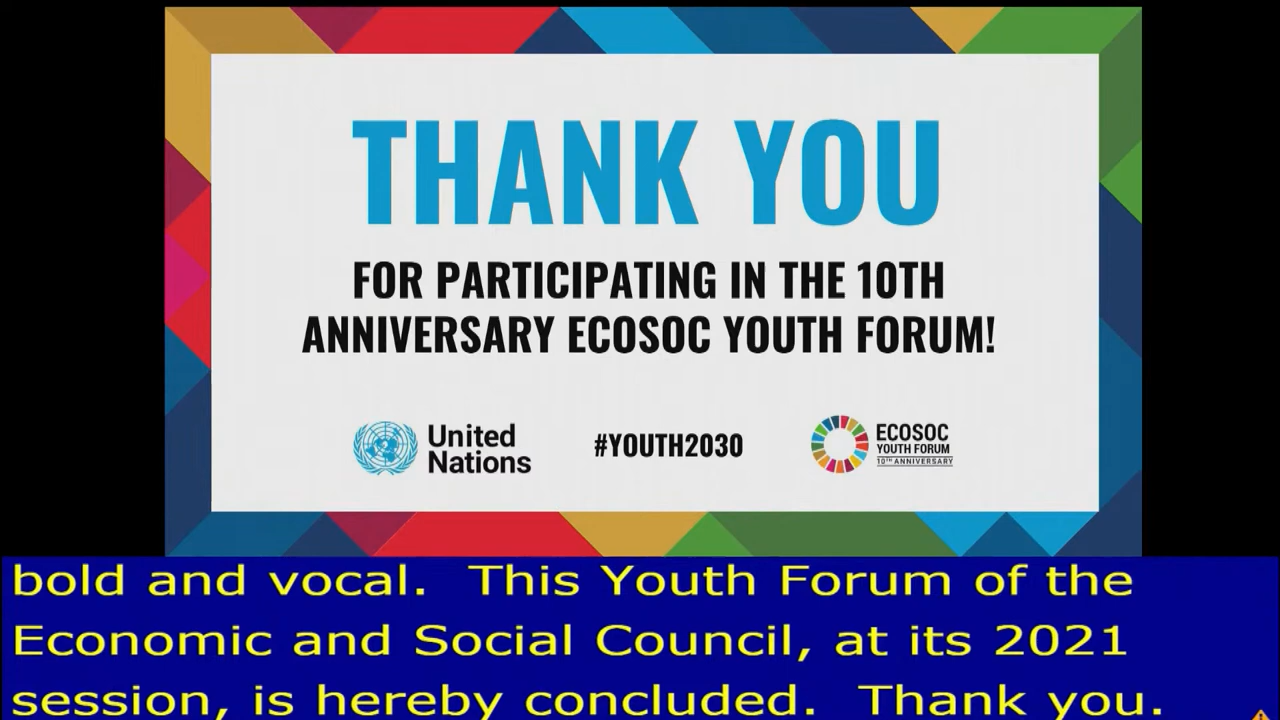 THANK YOU
FOR PARTICIPATING IN THE 10TH
ANNIVERSARY ECOSOC YOUTH FORUM!
United
Nations
#YOUTH2030
ECOSOC
YOUTH FORUM
10TH ANNIVERSARY
bold and vocal.  This Youth Forum of the
Economic and Social Council, at its 2021
session, is hereby concluded.  Thank you.